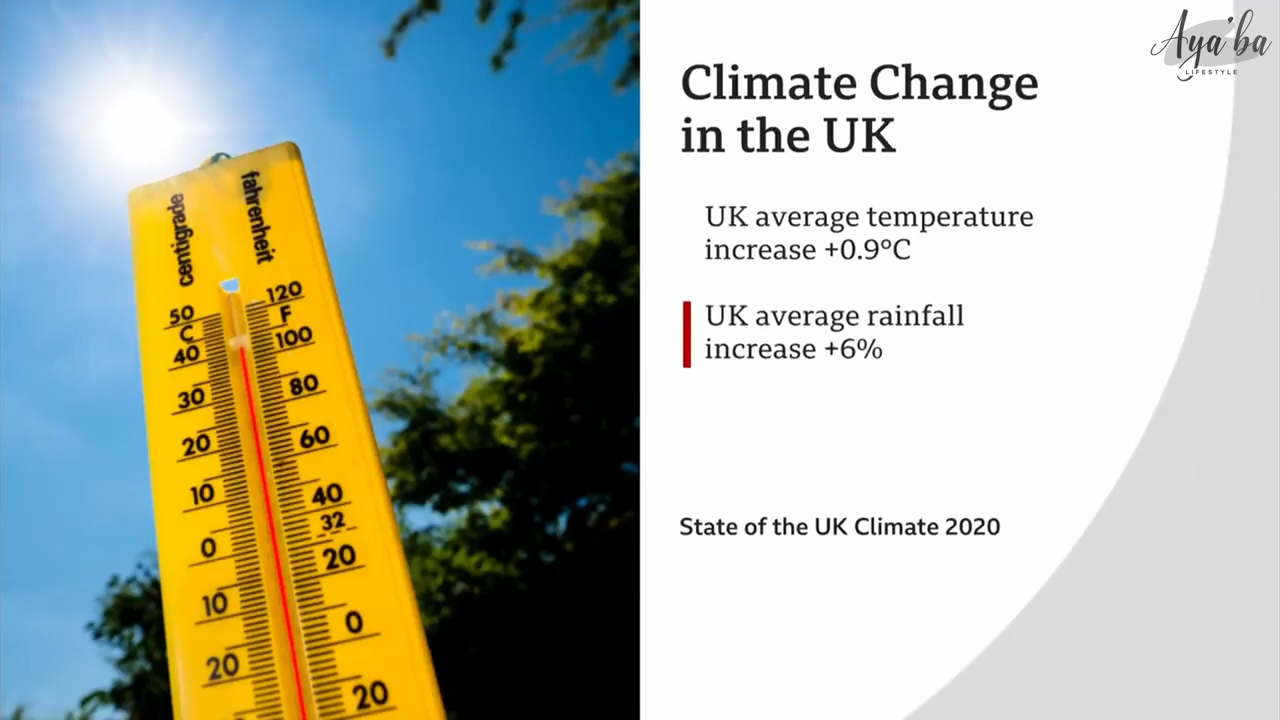 centigrade
fahrenheit
50
120
C
F
40
100
30
80
20
60
10
40
32
0
20
10
0
20
20
Climate Change
in the UK
UK average temperature
increase +0.9°C
UK average rainfall
increase +6%
State of the UK Climate 2020
Aya'ba
LIFESTYLE